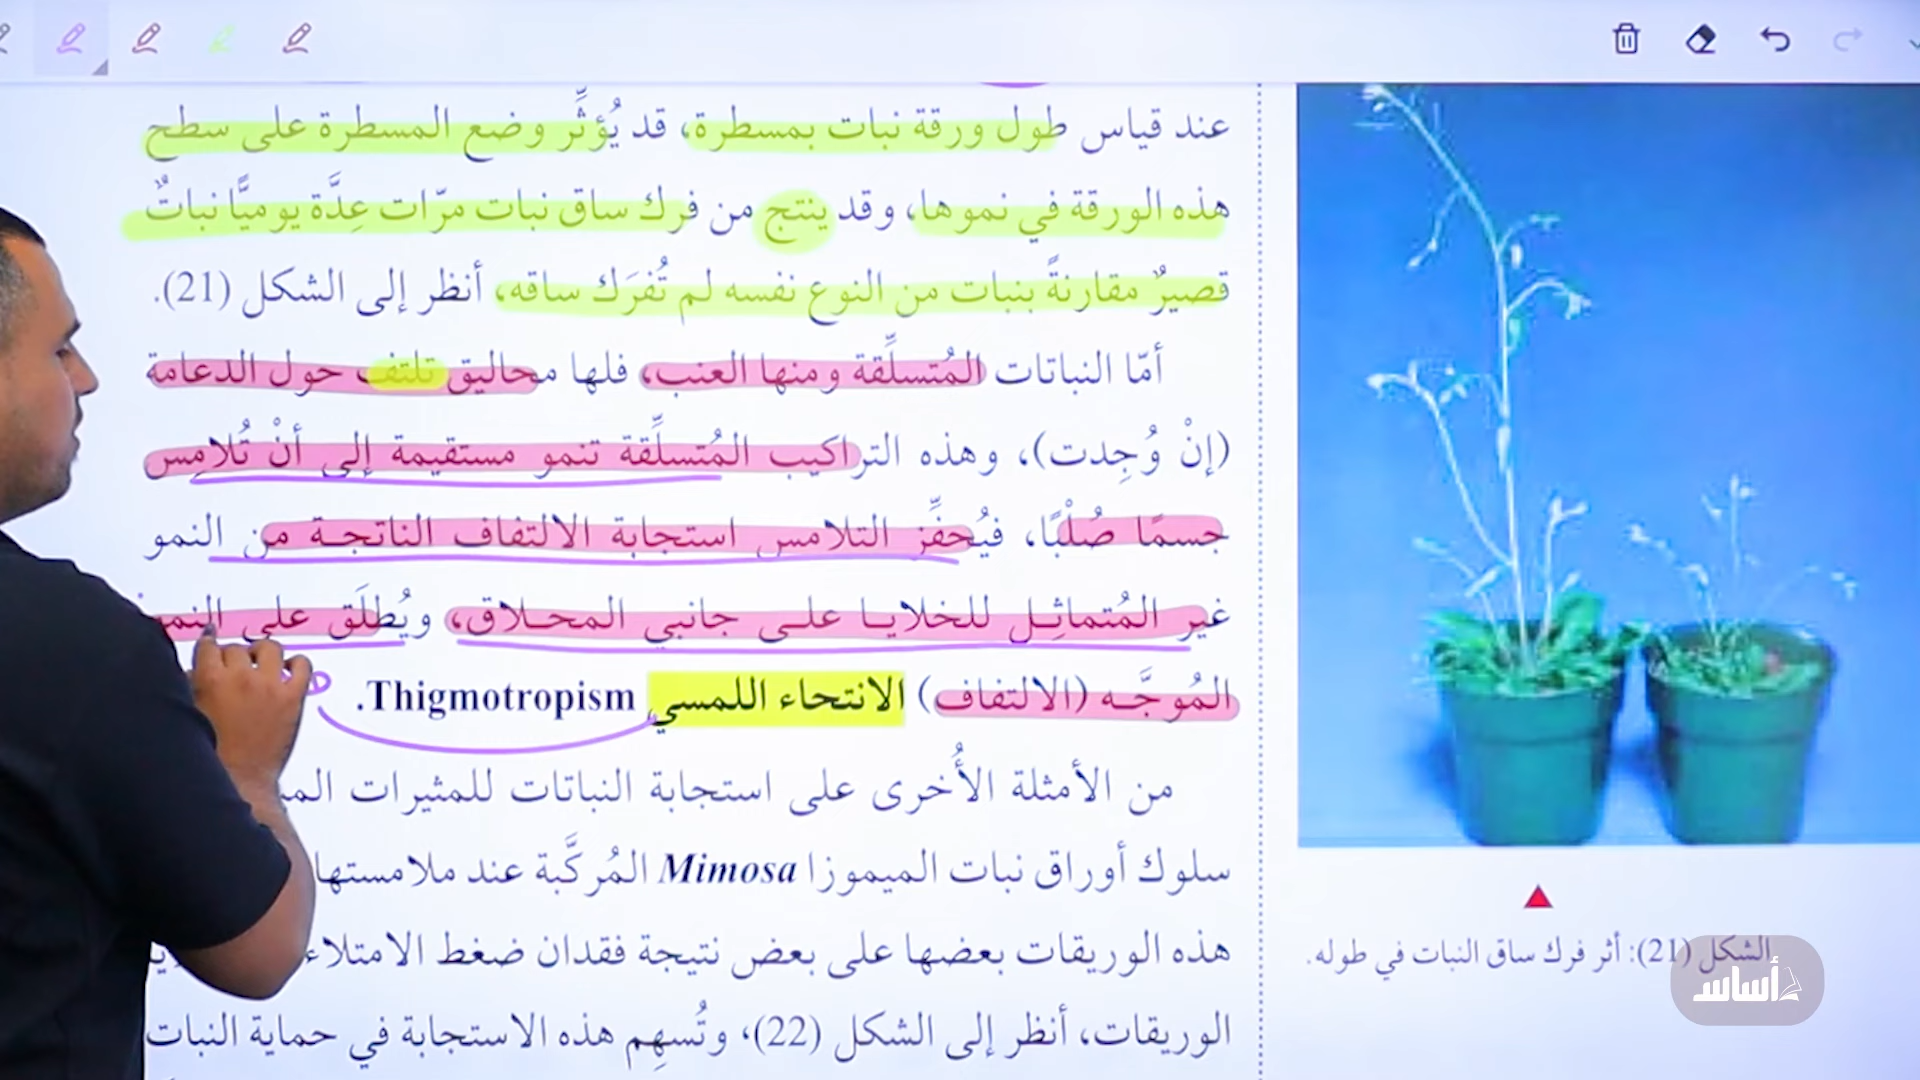 عند قياس طول ورقة نبات بمسطرة، قد يُؤثِّر وضع المسطرة على سطح
هذه الورقة في نموها، وقد ينتج من فرك ساق نبات مرّات عِدَّة يوميًّا نباتٌ
قصيرٌ مقارنةً بنبات من النوع نفسه لم تُفرَك ساقه، أنظر إلى الشكل (21).
أمّا النباتات المُتسلِّقة ومنها العنب، فلها محاليق تلتف حول الدعامة
(إنْ وُجِدت)، وهذه التراكيب المُتسلِّقة تنمو مستقيمة إلى أنْ تُلامِس
جسمًا صُلْبًا، فيُحفِّز التلامس استجابة الالتفاف الناتجة من النمو
غير المُتماثِل للخلايا على جانبي المحلاق، ويُطلَق على النمو
المُوجَّه (الالتفاف) الانتحاء اللمسي Thigmotropism.
من الأمثلة الأُخرى على استجابة النباتات للمثيرات
سلوك أوراق نبات الميموزا Mimosa المُركَّبة عند ملامستها
هذه الوريقات بعضها على بعض نتيجة فقدان ضغط الامتلاء
الوريقات، أنظر إلى الشكل (22)، وتُسهِم هذه الاستجابة في حماية النبات
الشكل (21): أثر فرك ساق النبات في طوله.
أساس